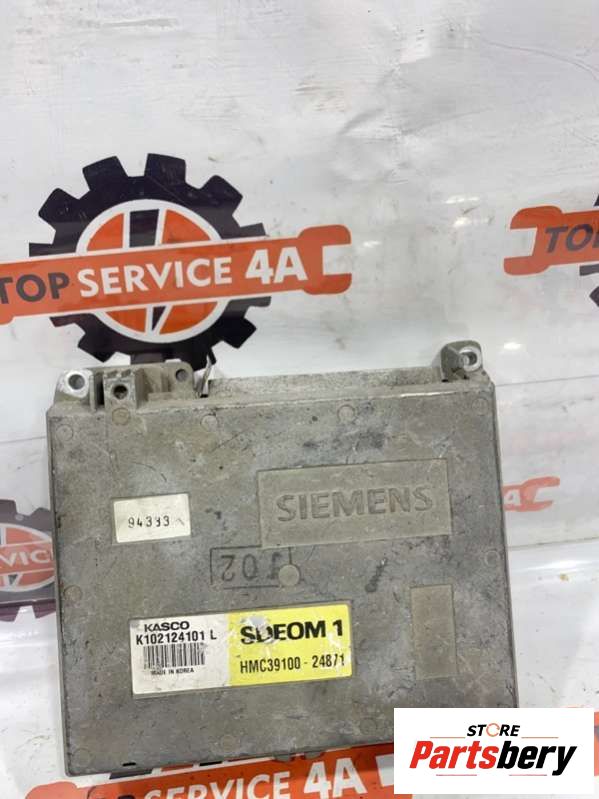 TOP SERVICE 4A
TO
SIEMENS
94333
J02
KASCO
K102124101 L
MADE IN KOREA
SDEOM 1
HMC39100 - 24871
TOP SERVICE 4A
STORE
Partsbery